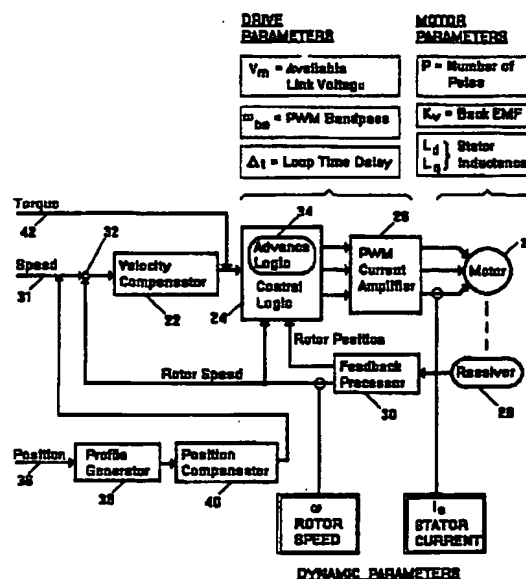 DRIVE
PARAMETERS
MOTOR
PARAMETERS
Vm = Available
Link Voltage
P = Number of
Poles
ωbe = PWM Bandpass
Kv = Back EMF
Δt = Loop Time Delay
Ld } Stator
Lq } Inductance
Torque
42
32
34
26
Speed
31
Velocity
Compensator
22
Advance
Logic
Control
Logic
24
PWM
Current
Amplifier
Motor
Rotor Position
Rotor Speed
Feedback
Processor
30
Resolver
28
Position
36
Profile
Generator
38
Position
Compensator
40
ω
ROTOR
SPEED
Is
STATOR
CURRENT
DYNAMIC PARAMETERS